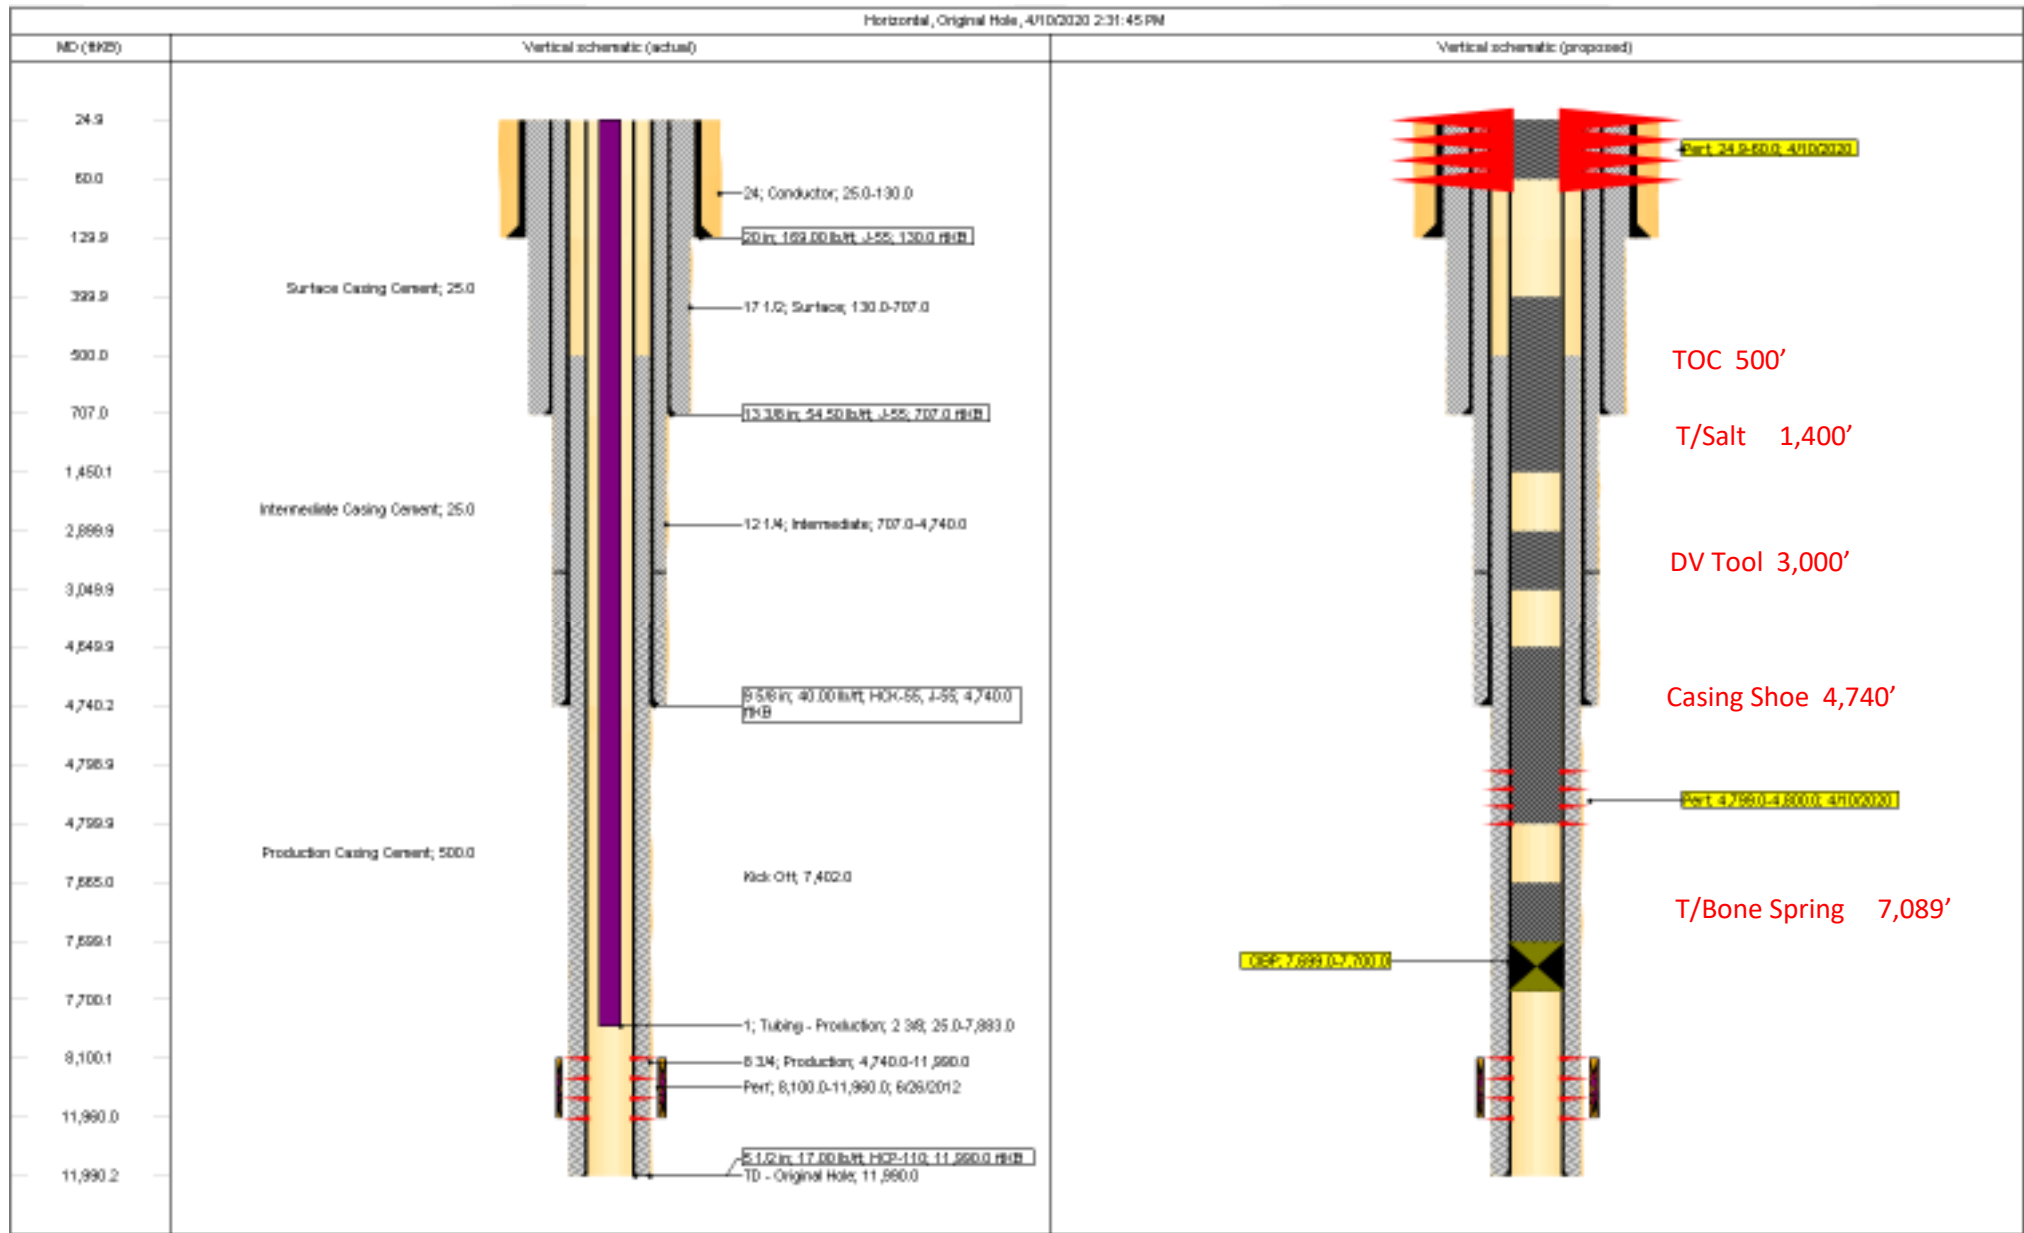 Horizontal, Original Hole, 4/10/2020 2:31:45 PM
MD (ftKB)
Vertical schematic (actual)
Vertical schematic (proposed)
24.9
60.0
129.9
399.9
500.0
707.0
1,450.1
2,899.9
3,049.9
4,649.9
4,740.2
4,798.9
4,799.9
7,665.0
7,699.1
7,700.1
8,100.1
11,960.0
11,990.2
Surface Casing Cement; 25.0
Intermediate Casing Cement; 25.0
Production Casing Cement; 500.0
24; Conductor; 25.0-130.0
20 in; 169.00 lb/ft; J-55; 130.0 ftKB
17 1/2; Surface; 130.0-707.0
13 3/8 in; 54.50 lb/ft; J-55; 707.0 ftKB
12 1/4; Intermediate; 707.0-4,740.0
9 5/8 in; 40.00 lb/ft; HCK-55, J-55; 4,740.0
ftKB
Kick Off; 7,402.0
1; Tubing - Production; 2 3/8; 25.0-7,883.0
8 3/4; Production; 4,740.0-11,990.0
Perf; 8,100.0-11,960.0; 6/26/2012
5 1/2 in; 17.00 lb/ft; HCP-110; 11,990.0 ftKB
TD - Original Hole; 11,990.0
Perf; 24.9-60.0; 4/10/2020
TOC 500’
T/Salt 1,400’
DV Tool 3,000’
Casing Shoe 4,740’
Perf; 4,799.0-4,800.0; 4/10/2020
T/Bone Spring 7,089’
CIBP; 7,699.0-7,700.0